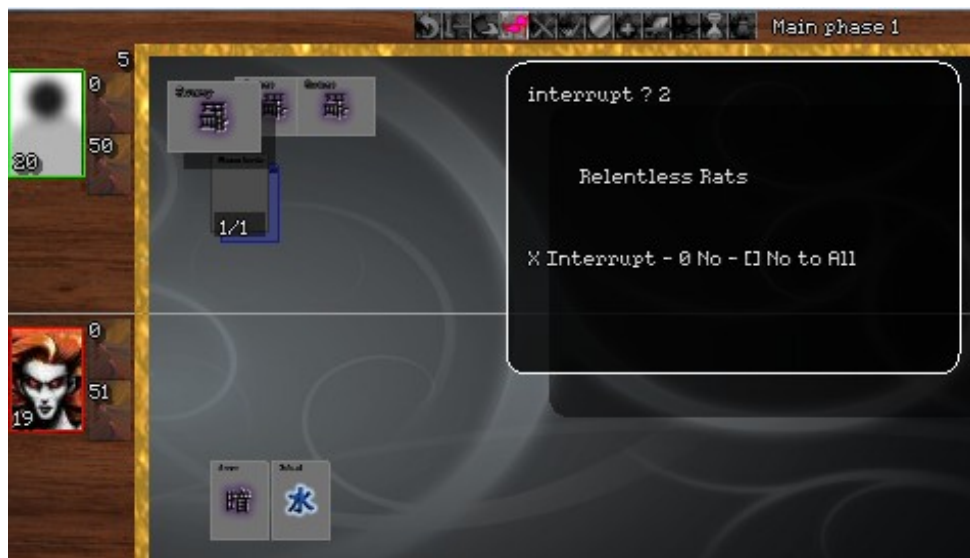 Main phase 1
5
0
50
20
interrupt ? 2
Relentless Rats
1/1
X Interrupt - 0 No - [] No to All
0
51
19
暗
水